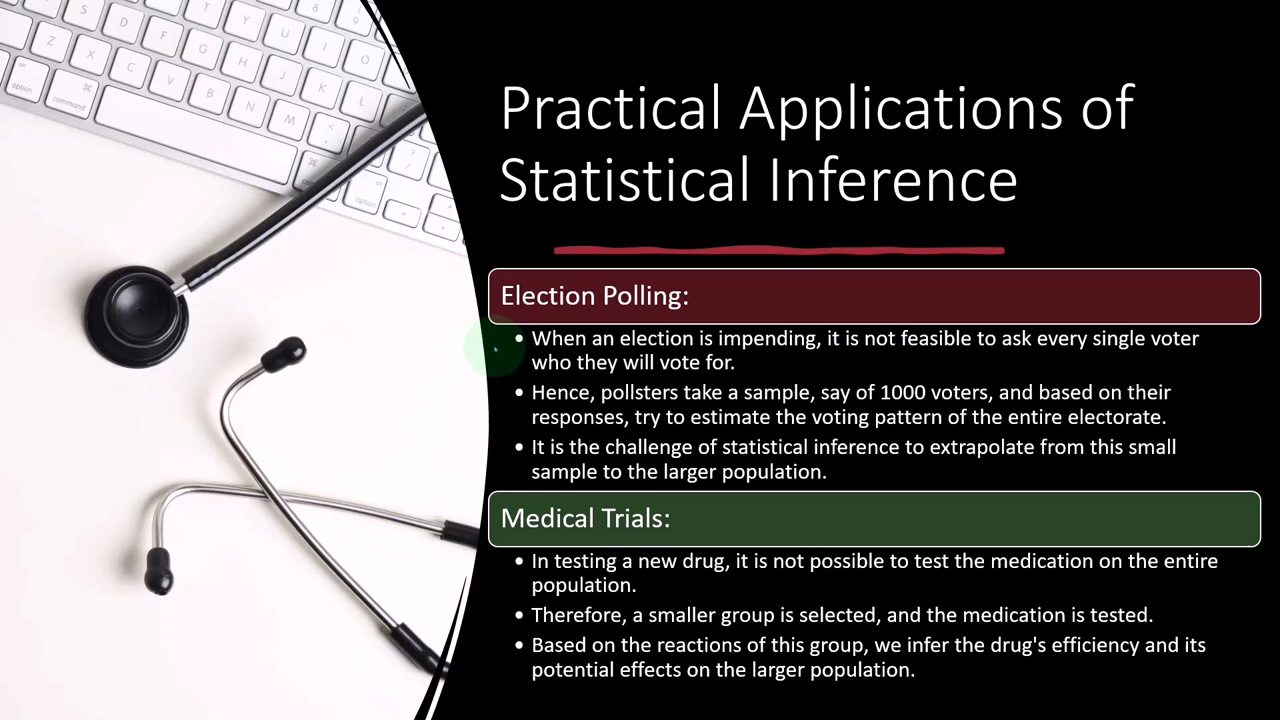 Practical Applications of
Statistical Inference
Election Polling:
• When an election is impending, it is not feasible to ask every single voter
who they will vote for.
• Hence, pollsters take a sample, say of 1000 voters, and based on their
responses, try to estimate the voting pattern of the entire electorate.
• It is the challenge of statistical inference to extrapolate from this small
sample to the larger population.
Medical Trials:
• In testing a new drug, it is not possible to test the medication on the entire
population.
• Therefore, a smaller group is selected, and the medication is tested.
• Based on the reactions of this group, we infer the drug's efficiency and its
potential effects on the larger population.
S D F T Y U 8 9
Z X C F G H I O
option command V B J K L
N M <
command ? /
option